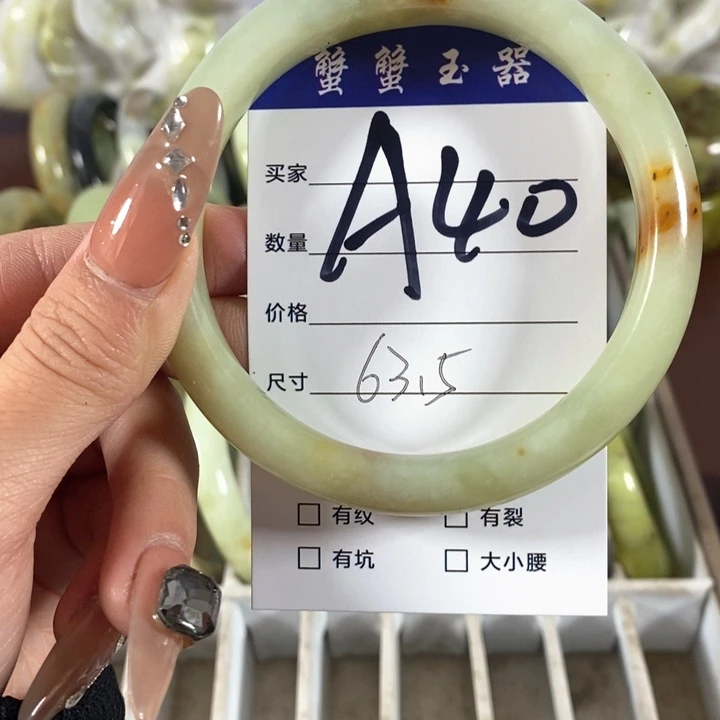 蟹蟹玉器
买家
A40
数量
价格
尺寸 63.5
有纹 有裂
有坑 大小腰